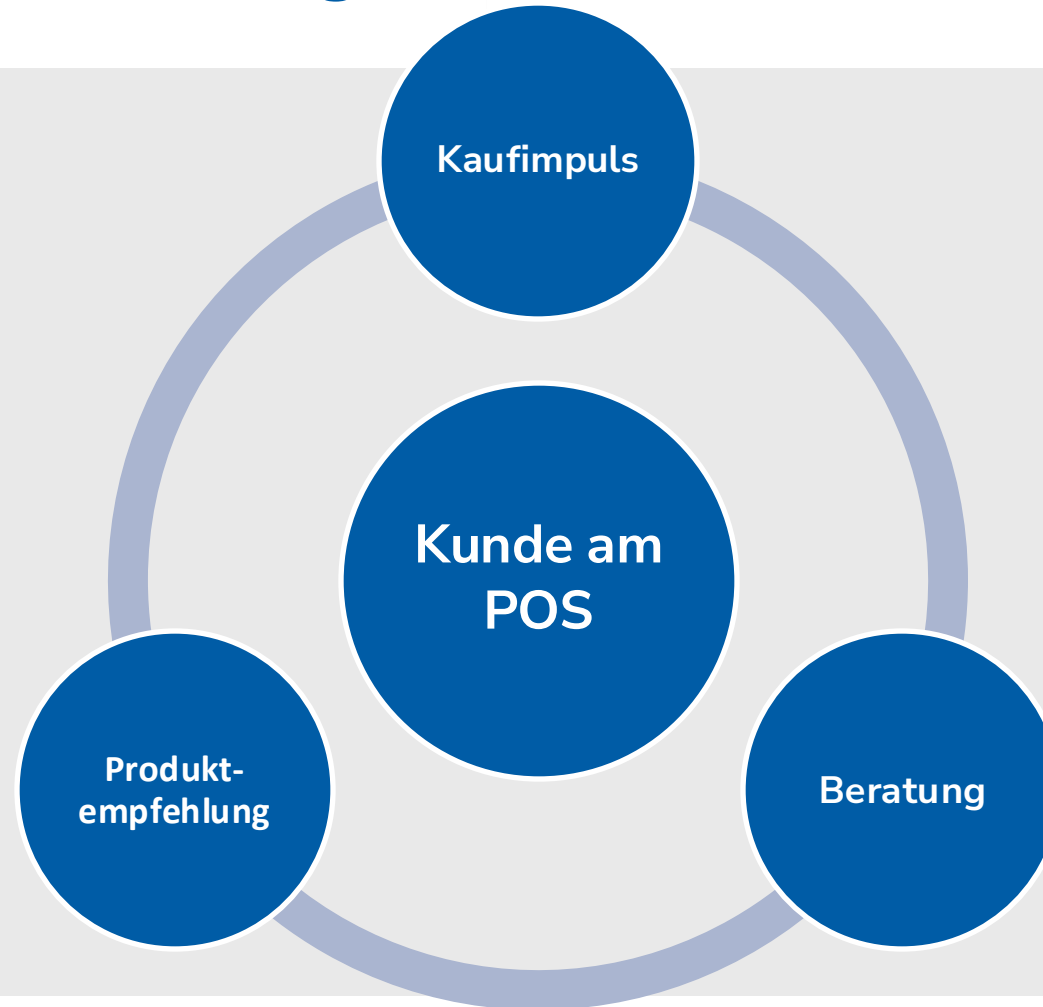 Kaufimpuls
Kunde am
POS
Produkt-
empfehlung
Beratung